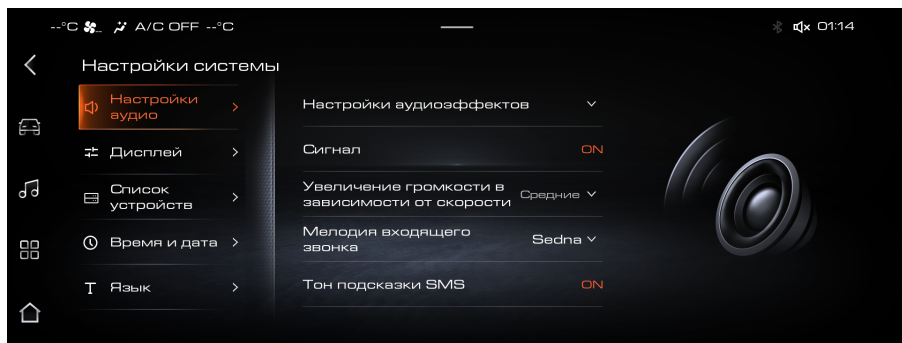 --°C A/C OFF --°C
01:14
Настройки системы
Настройки
аудио
Дисплей
Список
устройств
Время и дата
Язык
Настройки аудиоэффектов
Сигнал ON
Увеличение громкости в
зависимости от скорости Средние
Мелодия входящего
звонка Sedna
Тон подсказки SMS ON